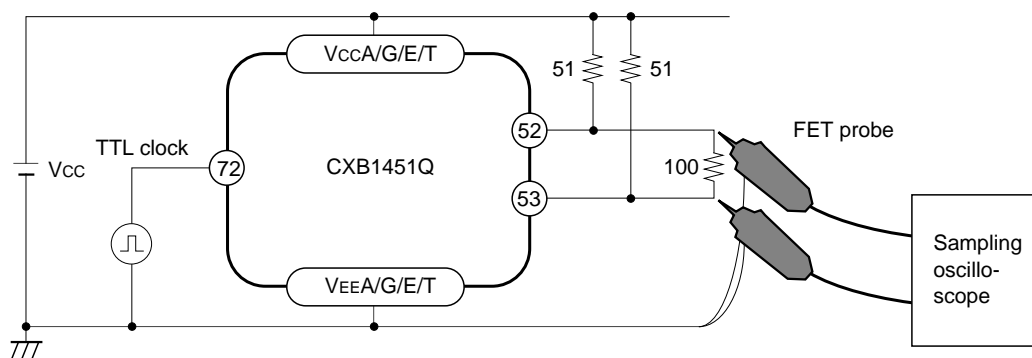 VCCA/G/E/T
51
51
TTL clock
VCC
72
CXB1451Q
52
53
100
FET probe
VEEA/G/E/T
Sampling
oscillo-
scope